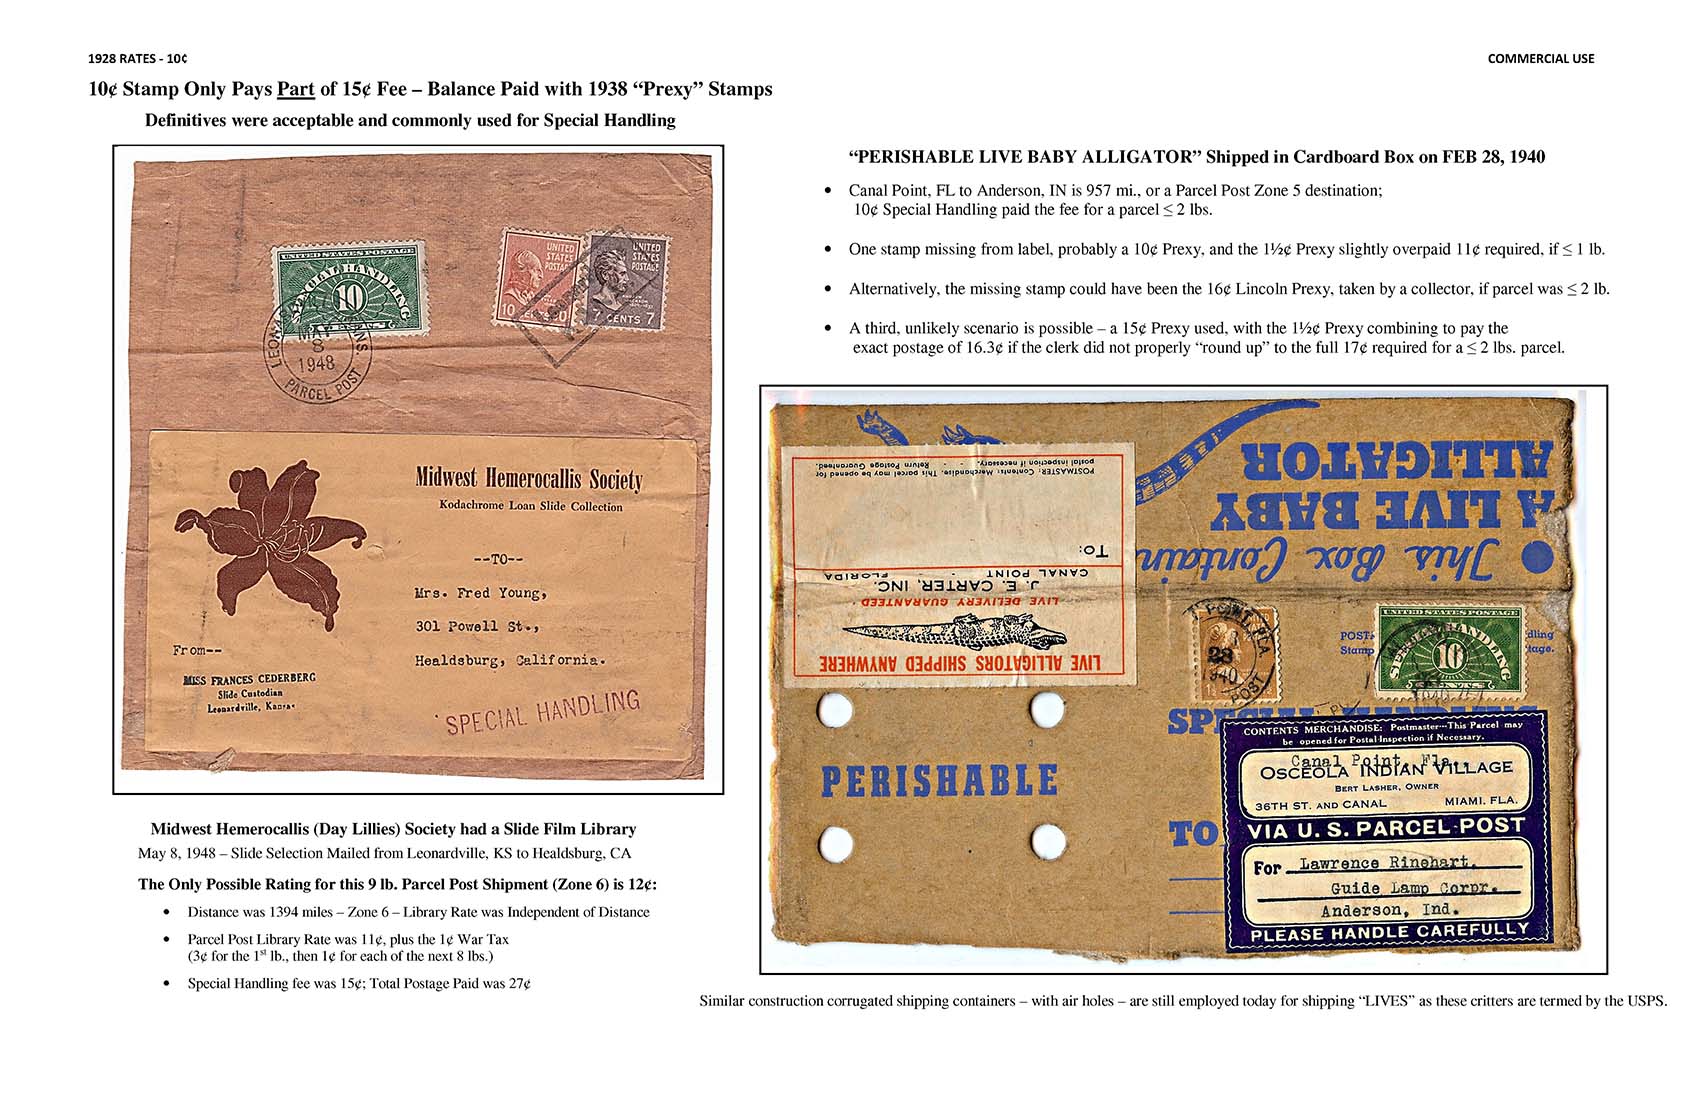 1928 RATES - 10¢
COMMERCIAL USE
10¢ Stamp Only Pays Part of 15¢ Fee – Balance Paid with 1938 “Prexy” Stamps
Definitives were acceptable and commonly used for Special Handling
UNITED STATES POSTAGE
SPECIAL HANDLING
10
MAY
8
1948
PARCEL POST
UNITED
STATES
POSTAGE
10
UNITED
STATES
POSTAGE
7 CENTS 7
Midwest Hemerocallis Society
Kodachrome Loan Slide Collection
--TO--
Mrs. Fred Young,
301 Powell St.,
Healdsburg, California.
From--
MISS FRANCES CEDERBERG
Slide Custodian
Leonardville, Kansas
SPECIAL HANDLING
Midwest Hemerocallis (Day Lillies) Society had a Slide Film Library
May 8, 1948 – Slide Selection Mailed from Leonardville, KS to Healdsburg, CA
The Only Possible Rating for this 9 lb. Parcel Post Shipment (Zone 6) is 12¢:
• Distance was 1394 miles – Zone 6 – Library Rate was Independent of Distance
• Parcel Post Library Rate was 11¢, plus the 1¢ War Tax
(3¢ for the 1st lb., then 1¢ for each of the next 8 lbs.)
• Special Handling fee was 15¢; Total Postage Paid was 27¢
“PERISHABLE LIVE BABY ALLIGATOR” Shipped in Cardboard Box on FEB 28, 1940
• Canal Point, FL to Anderson, IN is 957 mi., or a Parcel Post Zone 5 destination;
10¢ Special Handling paid the fee for a parcel ≤ 2 lbs.
• One stamp missing from label, probably a 10¢ Prexy, and the 1½¢ Prexy slightly overpaid 11¢ required, if ≤ 1 lb.
• Alternatively, the missing stamp could have been the 16¢ Lincoln Prexy, taken by a collector, if parcel was ≤ 2 lb.
• A third, unlikely scenario is possible – a 15¢ Prexy used, with the 1½¢ Prexy combining to pay the
exact postage of 16.3¢ if the clerk did not properly “round up” to the full 17¢ required for a ≤ 2 lbs. parcel.
This Box Contains
A LIVE BABY
ALLIGATOR
LIVE ALLIGATORS SHIPPED ANYWHERE
LIVE DELIVERY GUARANTEED
J. E. CARTER, INC.
CANAL POINT - - FLORIDA
To:
POSTMASTER: Contents: Merchandise. This parcel may be opened for
postal inspection if necessary. - - Return Postage Guaranteed.
28
1940
POST
Stamp
UNITED STATES POSTAGE
SPECIAL HANDLING
10
PERISHABLE
TO
CONTENTS MERCHANDISE: Postmaster---This Parcel may
be opened for Postal Inspection if Necessary.
Canal Point, Fla.
OSCEOLA INDIAN VILLAGE
BERT LASHER, OWNER
36TH ST. AND CANAL MIAMI, FLA.
VIA U. S. PARCEL POST
For Lawrence Rinehart,
Guide Lamp Corpr.
Anderson, Ind.
PLEASE HANDLE CAREFULLY
Similar construction corrugated shipping containers – with air holes – are still employed today for shipping “LIVES” as these critters are termed by the USPS.